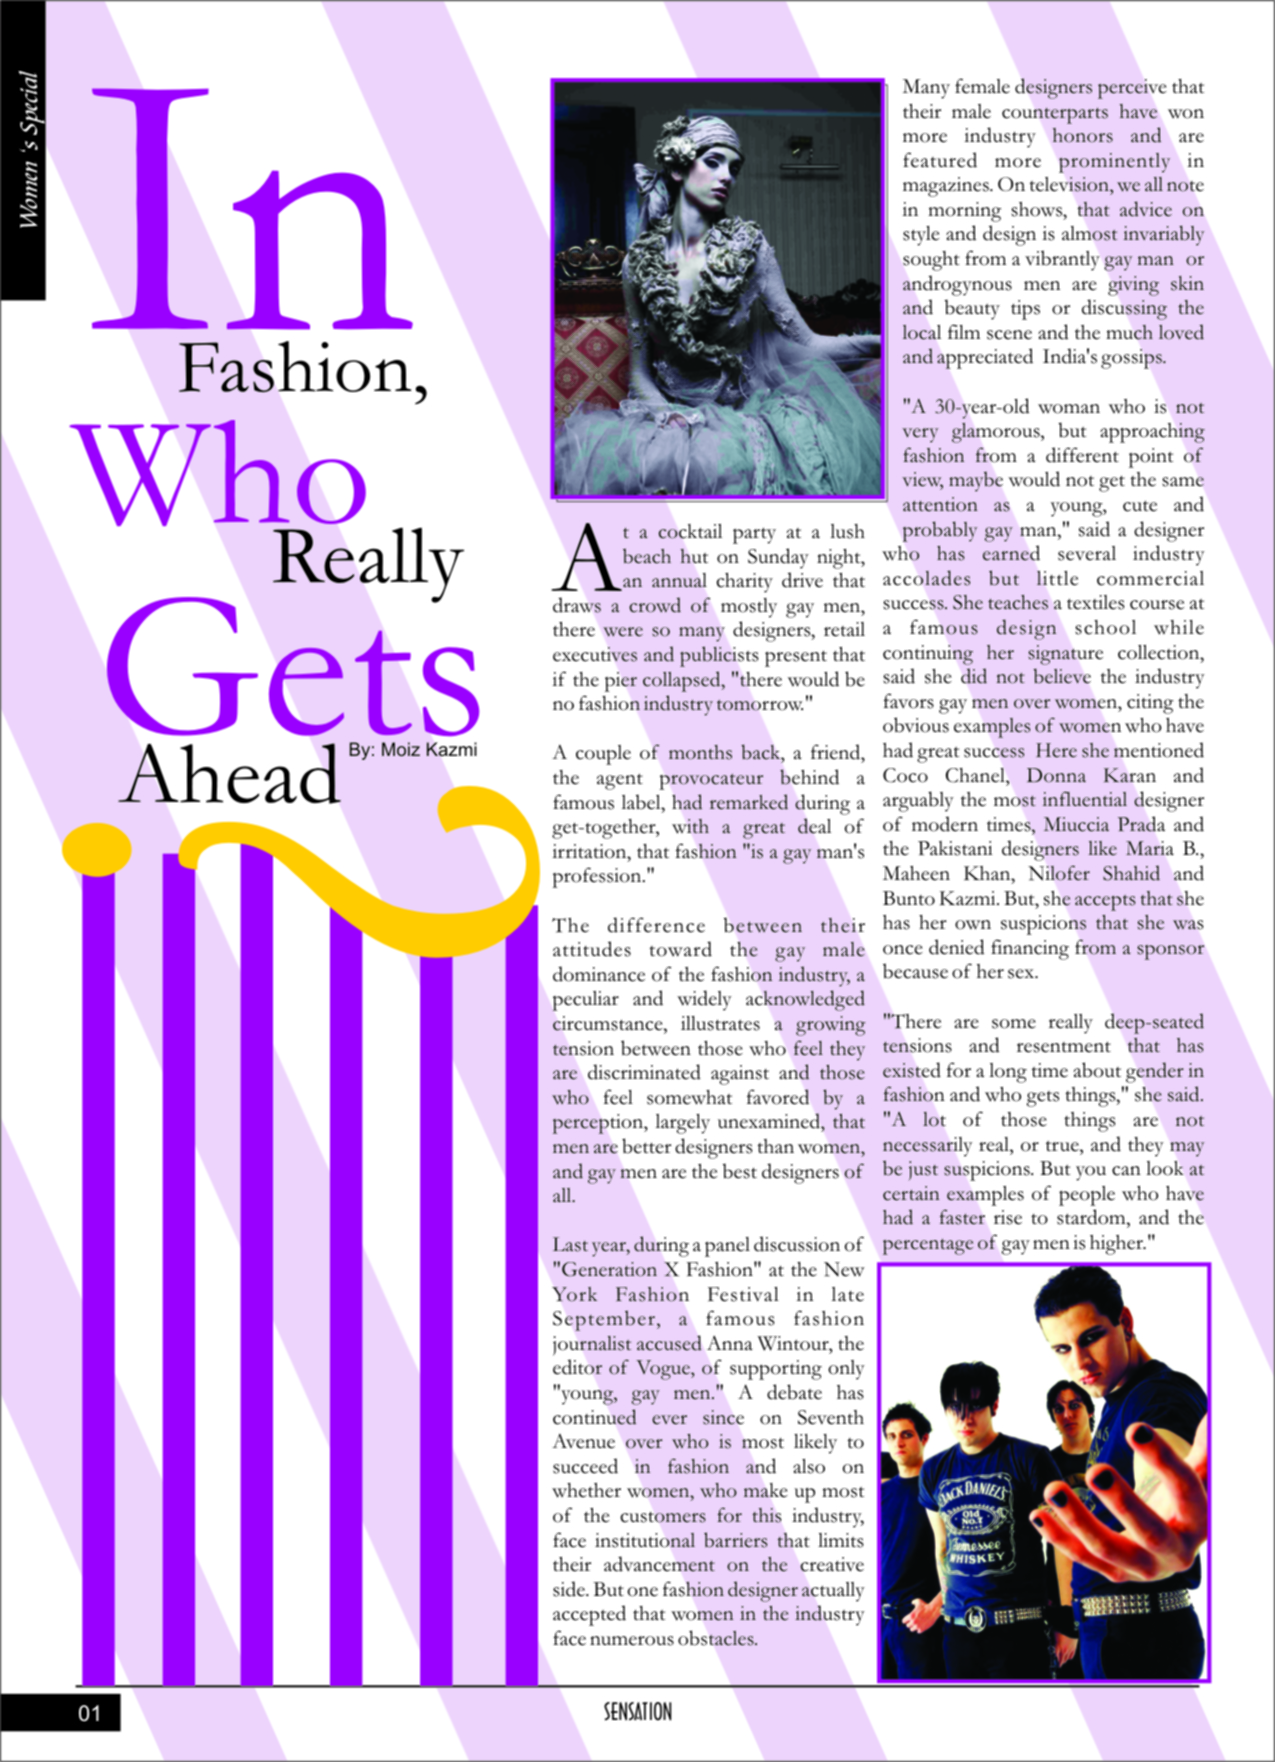 Women 's Special
In
Fashion,
Who
Really
Gets
Ahead
By: Moiz Kazmi
At a cocktail party at a lush
beach hut on Sunday night,
an annual charity drive that
draws a crowd of mostly gay men,
there were so many designers, retail
executives and publicists present that
if the pier collapsed, "there would be
no fashion industry tomorrow."
A couple of months back, a friend,
the agent provocateur behind a
famous label, had remarked during a
get-together, with a great deal of
irritation, that fashion "is a gay man's
profession."
The difference between their
attitudes toward the gay male
dominance of the fashion industry, a
peculiar and widely acknowledged
circumstance, illustrates a growing
tension between those who feel they
are discriminated against and those
who feel somewhat favored by a
perception, largely unexamined, that
men are better designers than women,
and gay men are the best designers of
all.
Last year, during a panel discussion of
"Generation X Fashion" at the New
York Fashion Festival in late
September, a famous fashion
journalist accused Anna Wintour, the
editor of Vogue, of supporting only
"young, gay men." A debate has
continued ever since on Seventh
Avenue over who is most likely to
succeed in fashion and also on
whether women, who make up most
of the customers for this industry,
face institutional barriers that limits
their advancement on the creative
side. But one fashion designer actually
accepted that women in the industry
face numerous obstacles.
Many female designers perceive that
their male counterparts have won
more industry honors and are
featured more prominently in
magazines. On television, we all note
in morning shows, that advice on
style and design is almost invariably
sought from a vibrantly gay man or
androgynous men are giving skin
and beauty tips or discussing the
local film scene and the much loved
and appreciated India's gossips.
"A 30-year-old woman who is not
very glamorous, but approaching
fashion from a different point of
view, maybe would not get the same
attention as a young, cute and
probably gay man," said a designer
who has earned several industry
accolades but little commercial
success. She teaches a textiles course at
a famous design school while
continuing her signature collection,
said she did not believe the industry
favors gay men over women, citing the
obvious examples of women who have
had great success Here she mentioned
Coco Chanel, Donna Karan and
arguably the most influential designer
of modern times, Miuccia Prada and
the Pakistani designers like Maria B.,
Maheen Khan, Nilofer Shahid and
Bunto Kazmi. But, she accepts that she
has her own suspicions that she was
once denied financing from a sponsor
because of her sex.
"There are some really deep-seated
tensions and resentment that has
existed for a long time about gender in
fashion and who gets things," she said.
"A lot of those things are not
necessarily real, or true, and they may
be just suspicions. But you can look at
certain examples of people who have
had a faster rise to stardom, and the
percentage of gay men is higher."
JACK DANIEL'S
Old
No.7
Tennessee
WHISKEY
01
SENSATION